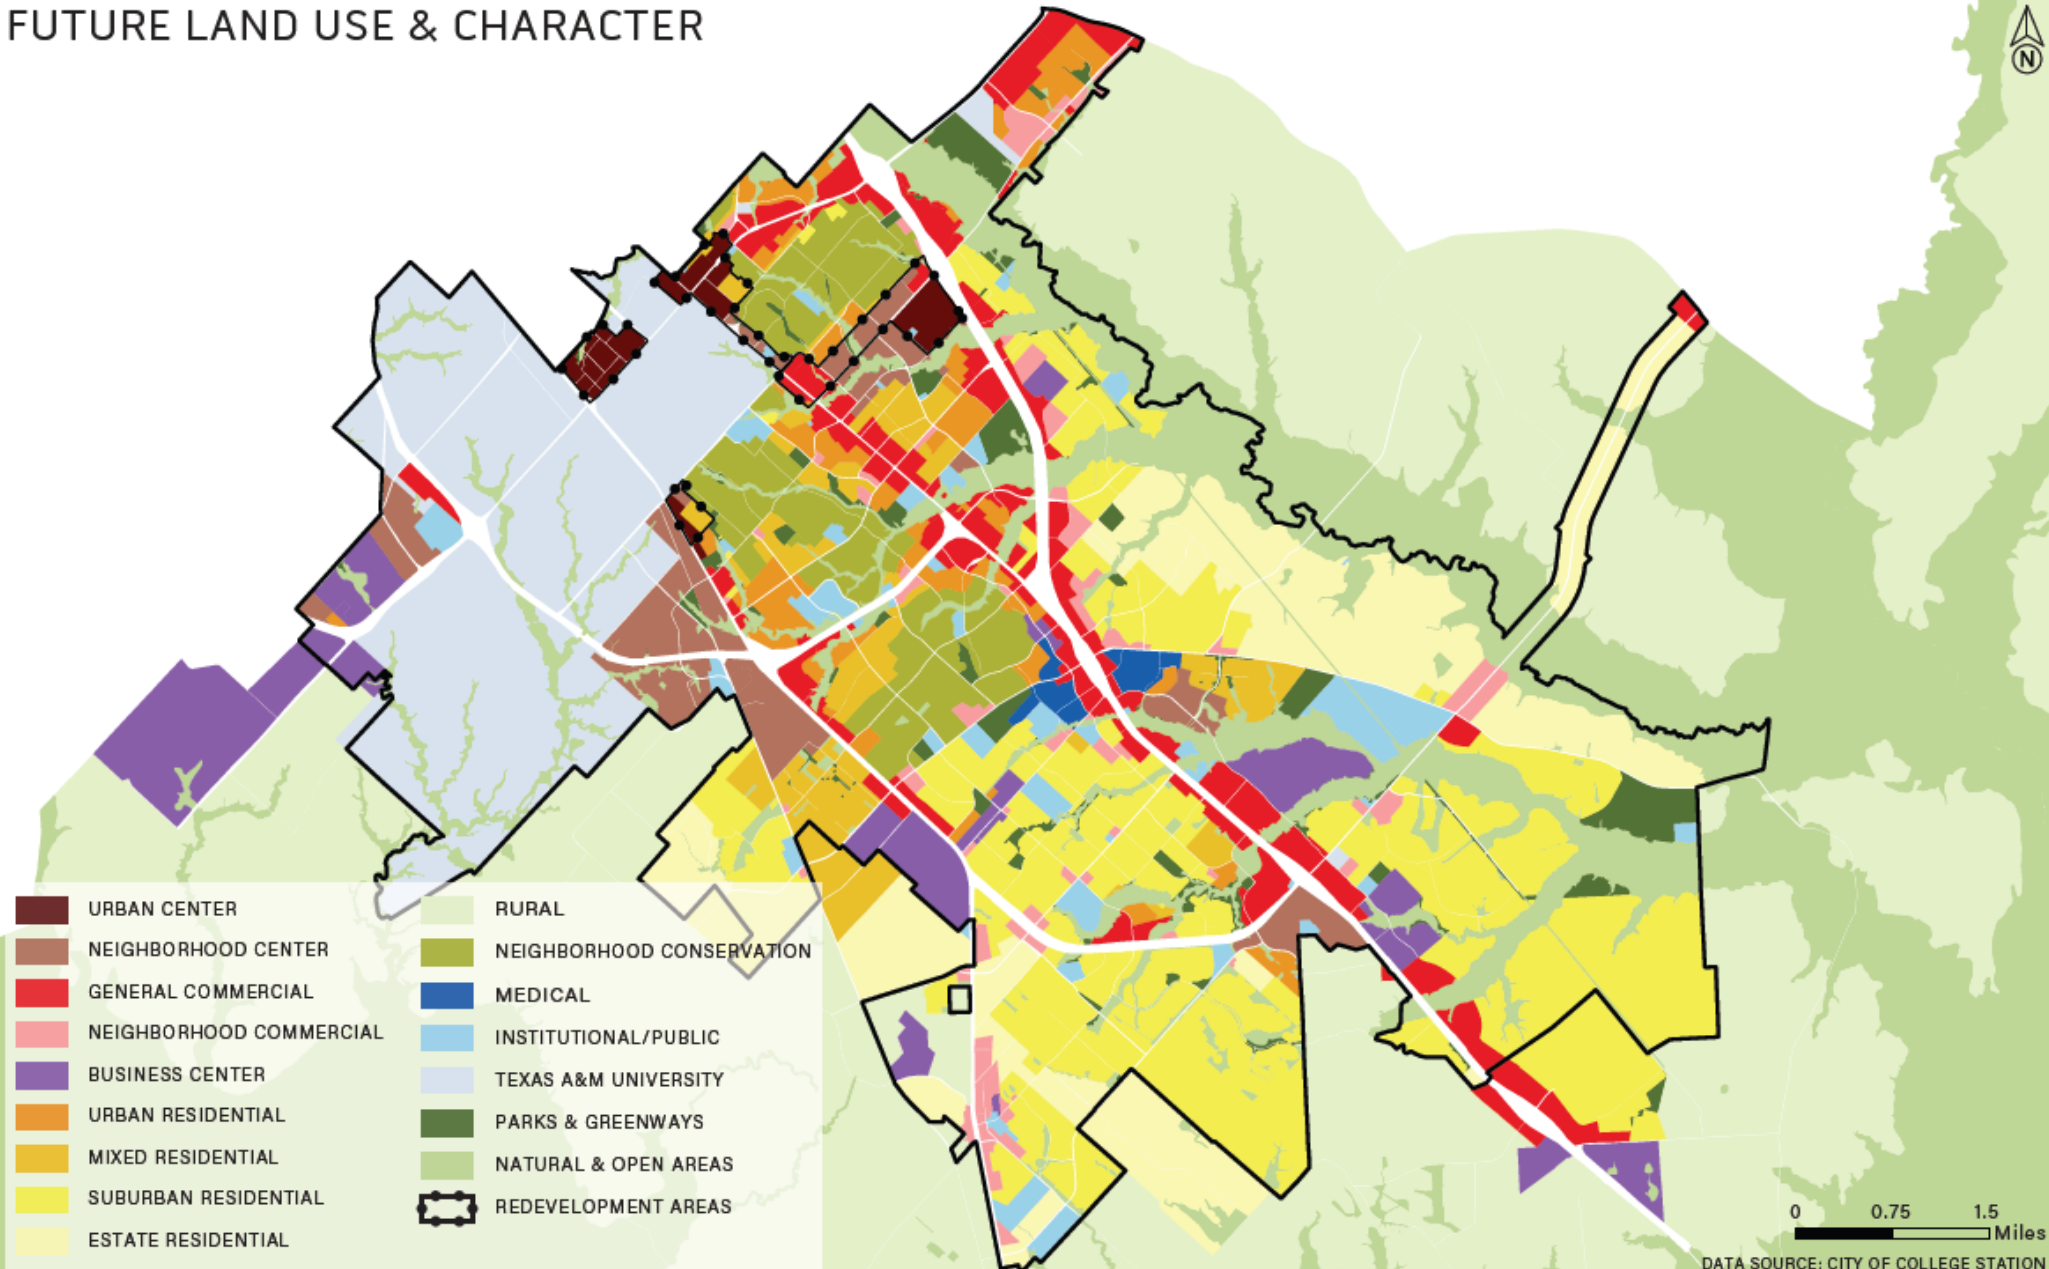 FUTURE LAND USE & CHARACTER
N
URBAN CENTER
NEIGHBORHOOD CENTER
GENERAL COMMERCIAL
NEIGHBORHOOD COMMERCIAL
BUSINESS CENTER
URBAN RESIDENTIAL
MIXED RESIDENTIAL
SUBURBAN RESIDENTIAL
ESTATE RESIDENTIAL
RURAL
NEIGHBORHOOD CONSERVATION
MEDICAL
INSTITUTIONAL/PUBLIC
TEXAS A&M UNIVERSITY
PARKS & GREENWAYS
NATURAL & OPEN AREAS
REDEVELOPMENT AREAS
0 0.75 1.5
Miles
DATA SOURCE: CITY OF COLLEGE STATION